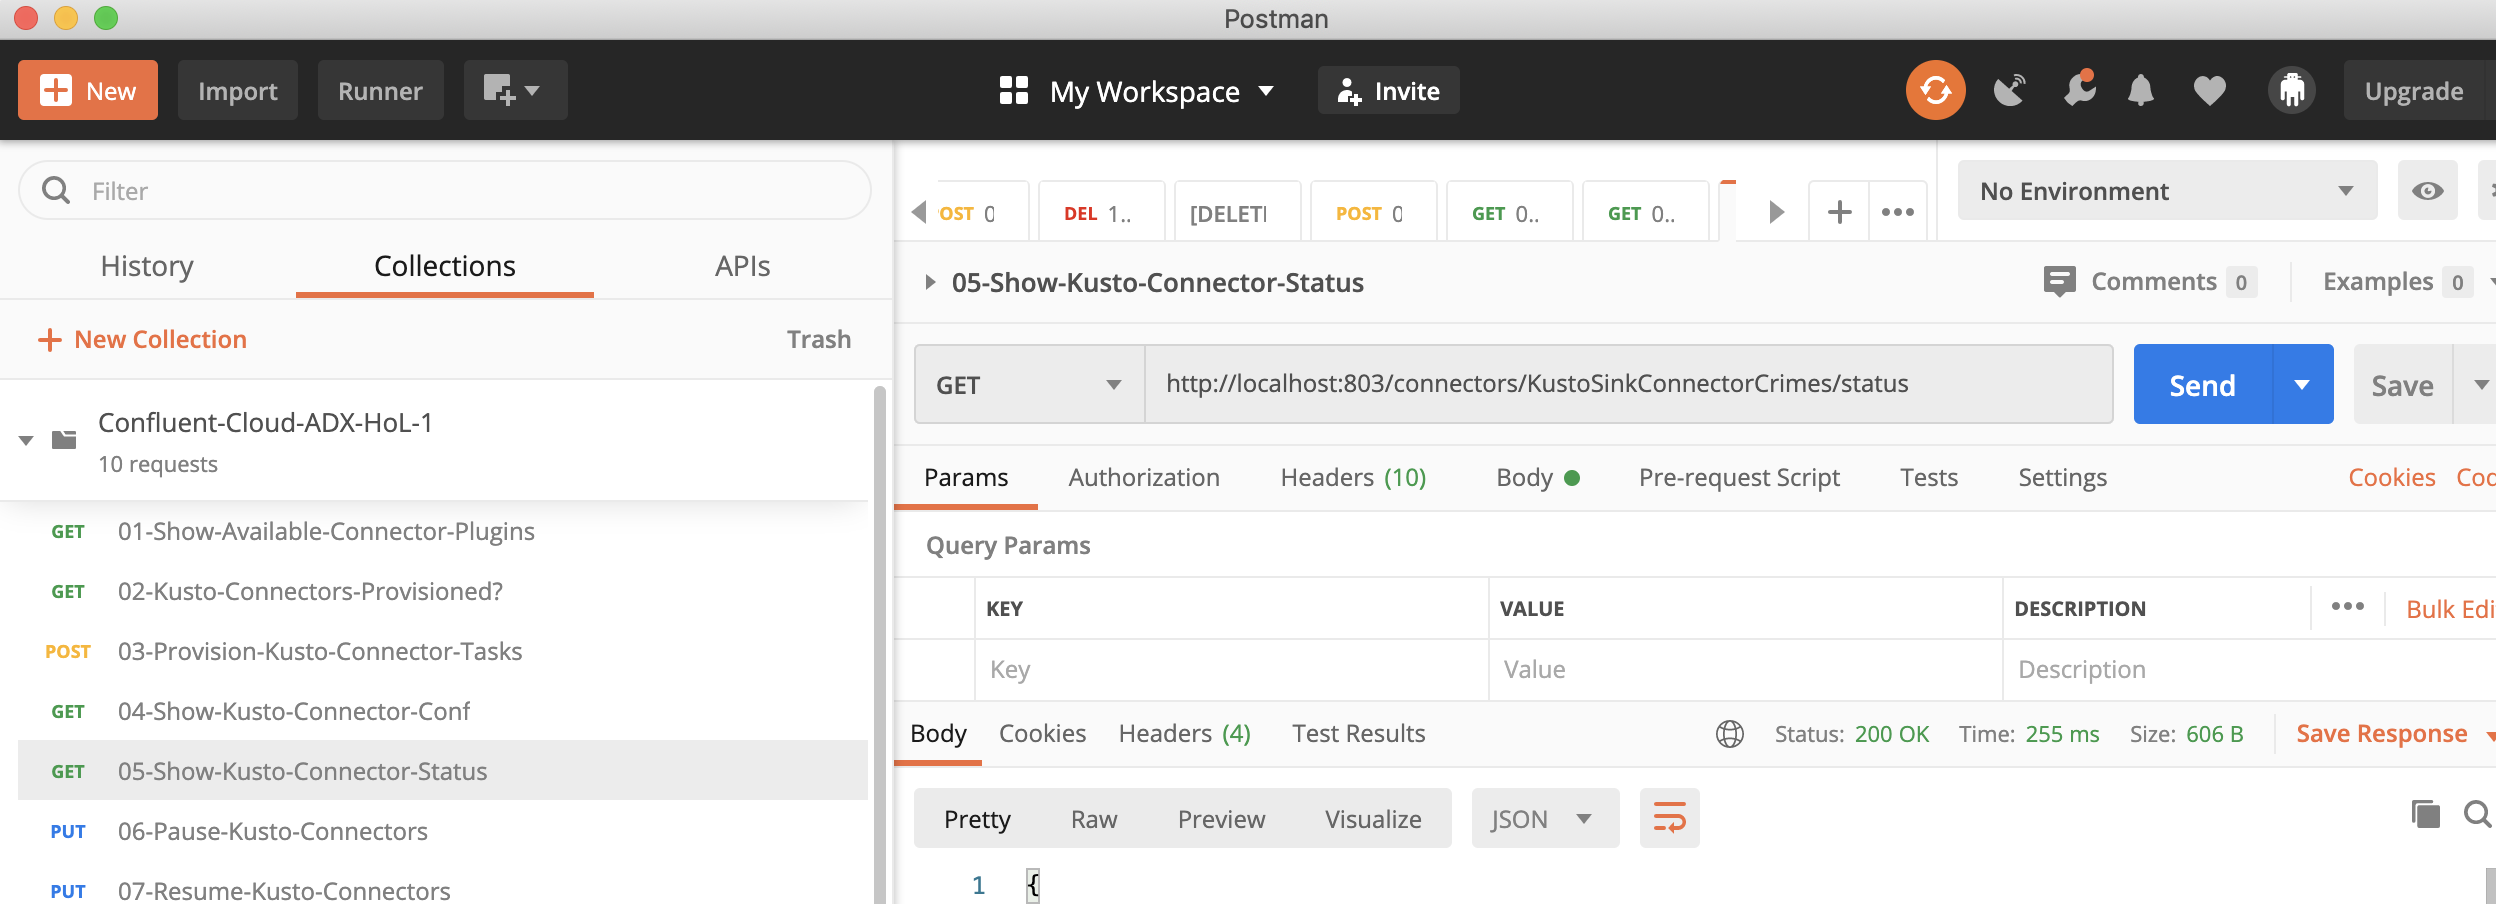 Postman
New
Import
Runner
My Workspace
Invite
Upgrade
Filter
History
Collections
APIs
New Collection
Trash
Confluent-Cloud-ADX-HoL-1
10 requests
GET 01-Show-Available-Connector-Plugins
GET 02-Kusto-Connectors-Provisioned?
POST 03-Provision-Kusto-Connector-Tasks
GET 04-Show-Kusto-Connector-Conf
GET 05-Show-Kusto-Connector-Status
PUT 06-Pause-Kusto-Connectors
PUT 07-Resume-Kusto-Connectors
OST 0
DEL 1..
[DELETI
POST 0
GET 0..
GET 0..
No Environment
05-Show-Kusto-Connector-Status
Comments 0
Examples 0
GET
http://localhost:803/connectors/KustoSinkConnectorCrimes/status
Send
Save
Params
Authorization
Headers (10)
Body
Pre-request Script
Tests
Settings
Cookies
Coo
Query Params
KEY
VALUE
DESCRIPTION
Bulk Edi
Key
Value
Description
Body
Cookies
Headers (4)
Test Results
Status: 200 OK
Time: 255 ms
Size: 606 B
Save Response
Pretty
Raw
Preview
Visualize
JSON
1 {